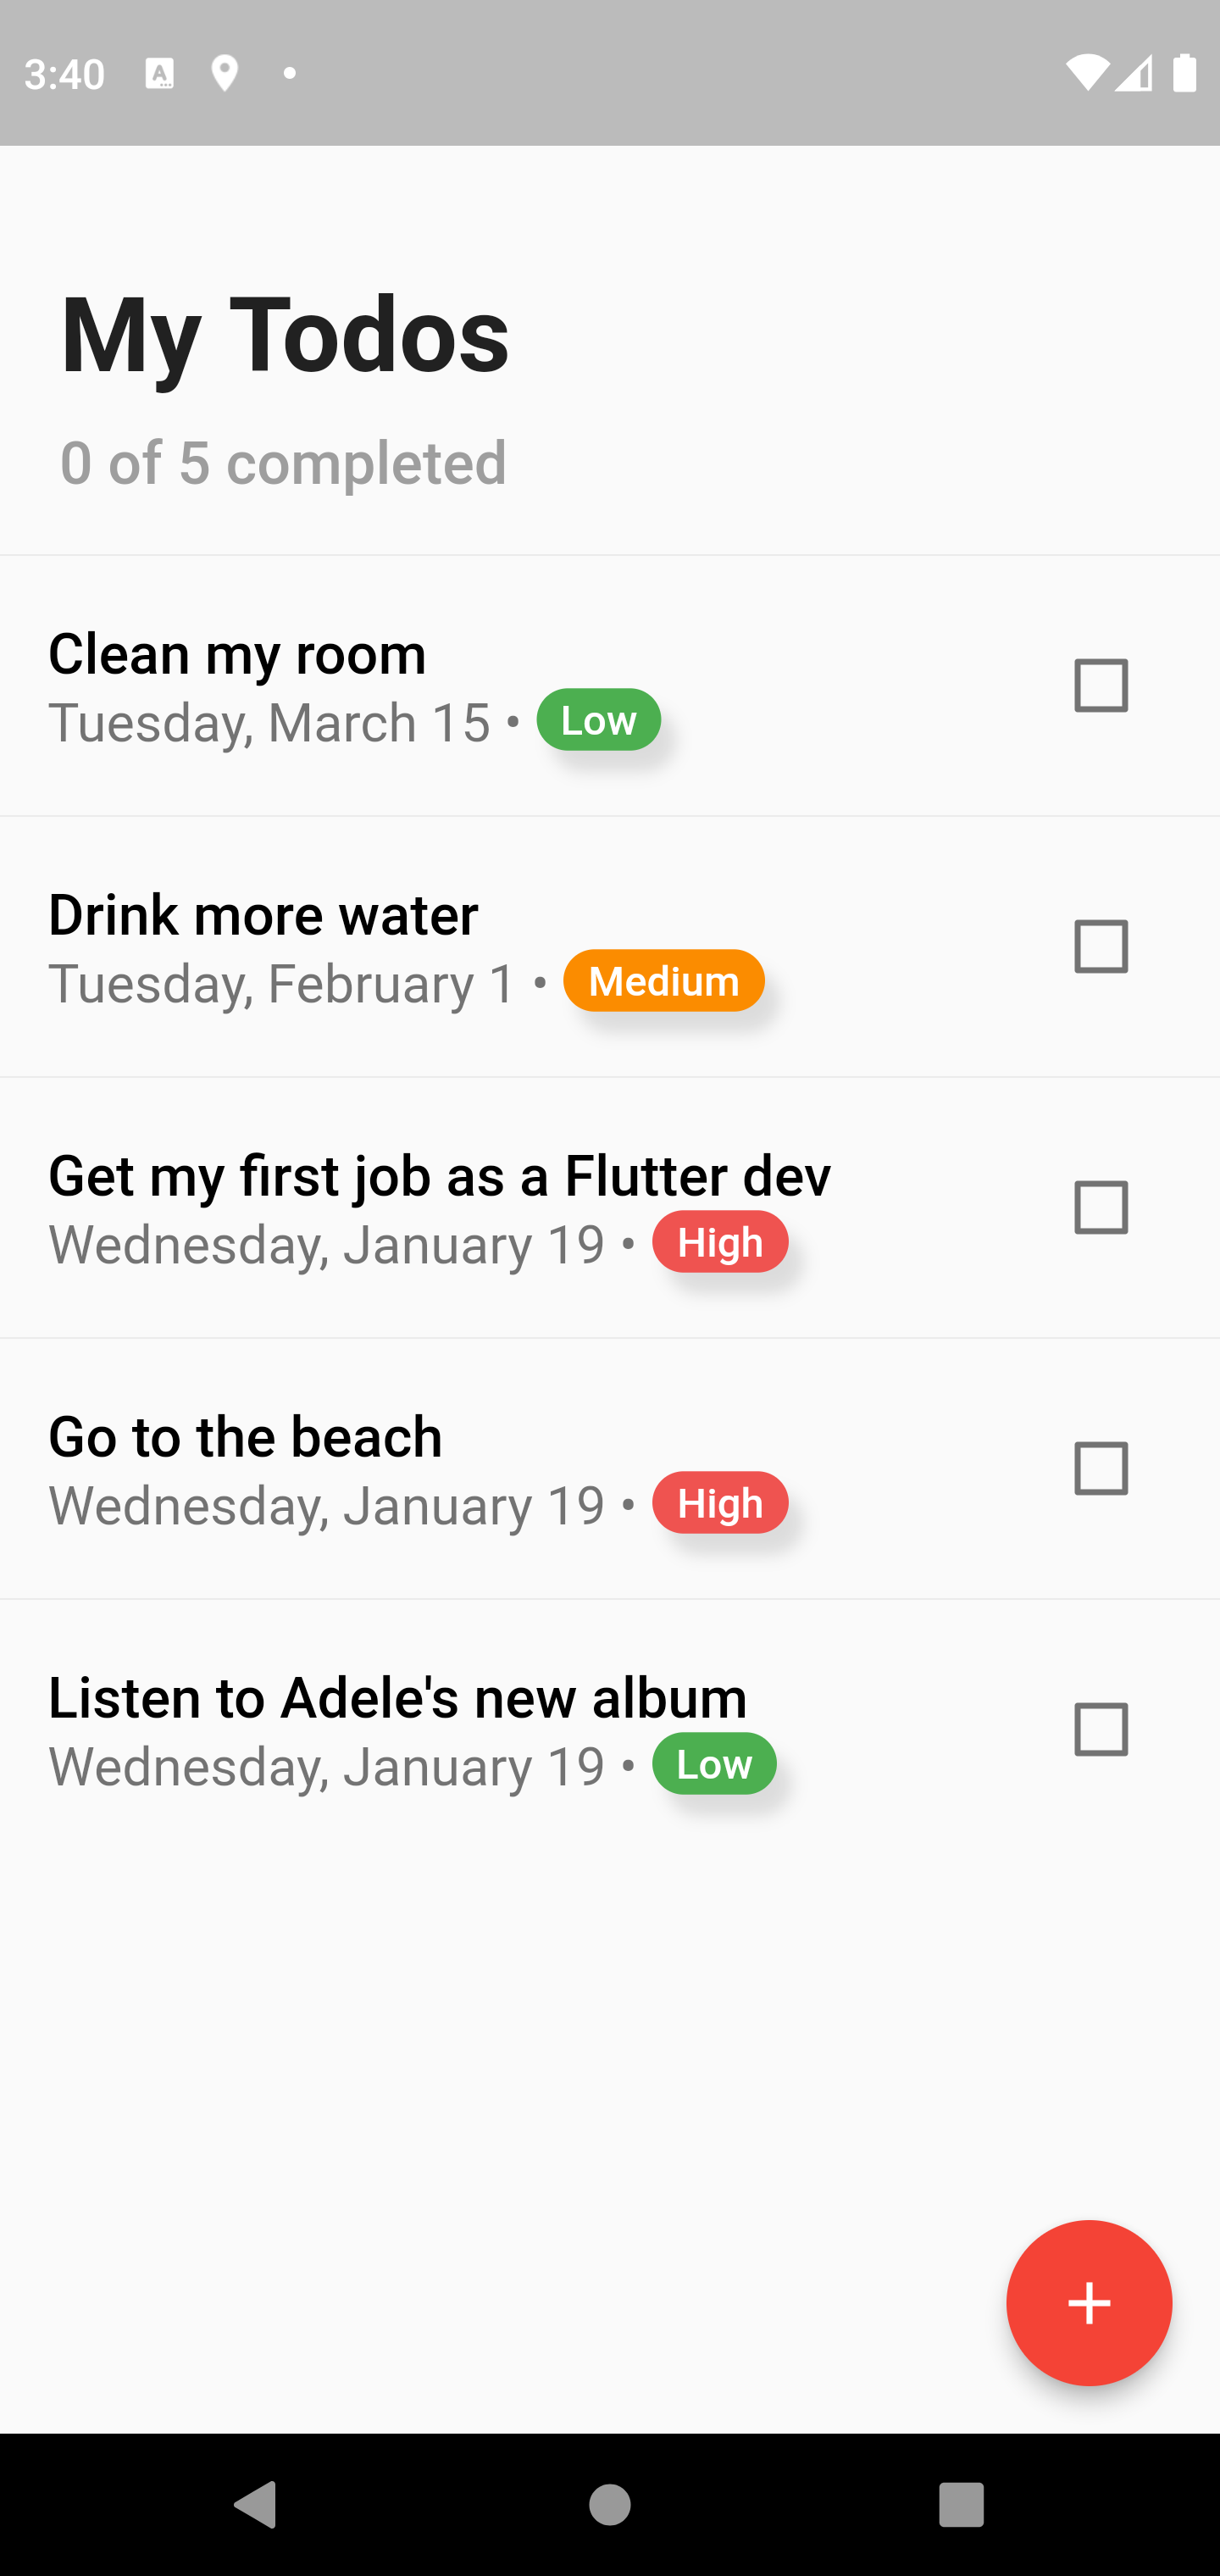 3:40
My Todos
0 of 5 completed
Clean my room
Tuesday, March 15 • Low
Drink more water
Tuesday, February 1 • Medium
Get my first job as a Flutter dev
Wednesday, January 19 • High
Go to the beach
Wednesday, January 19 • High
Listen to Adele's new album
Wednesday, January 19 • Low
+